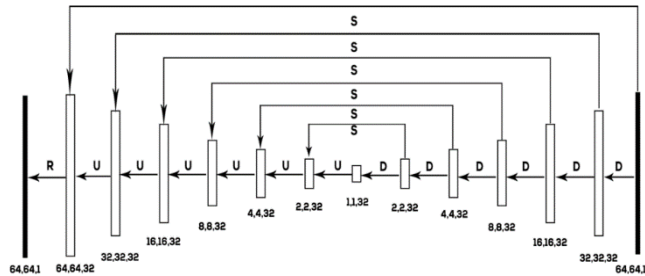 S
S
S
S
S
S
S
R U U U U U U D D D D D D
1,1,32
2,2,32 2,2,32
4,4,32 4,4,32
8,8,32 8,8,32
16,16,32 16,16,32
32,32,32 32,32,32
64,64,1 64,64,32 64,64,1